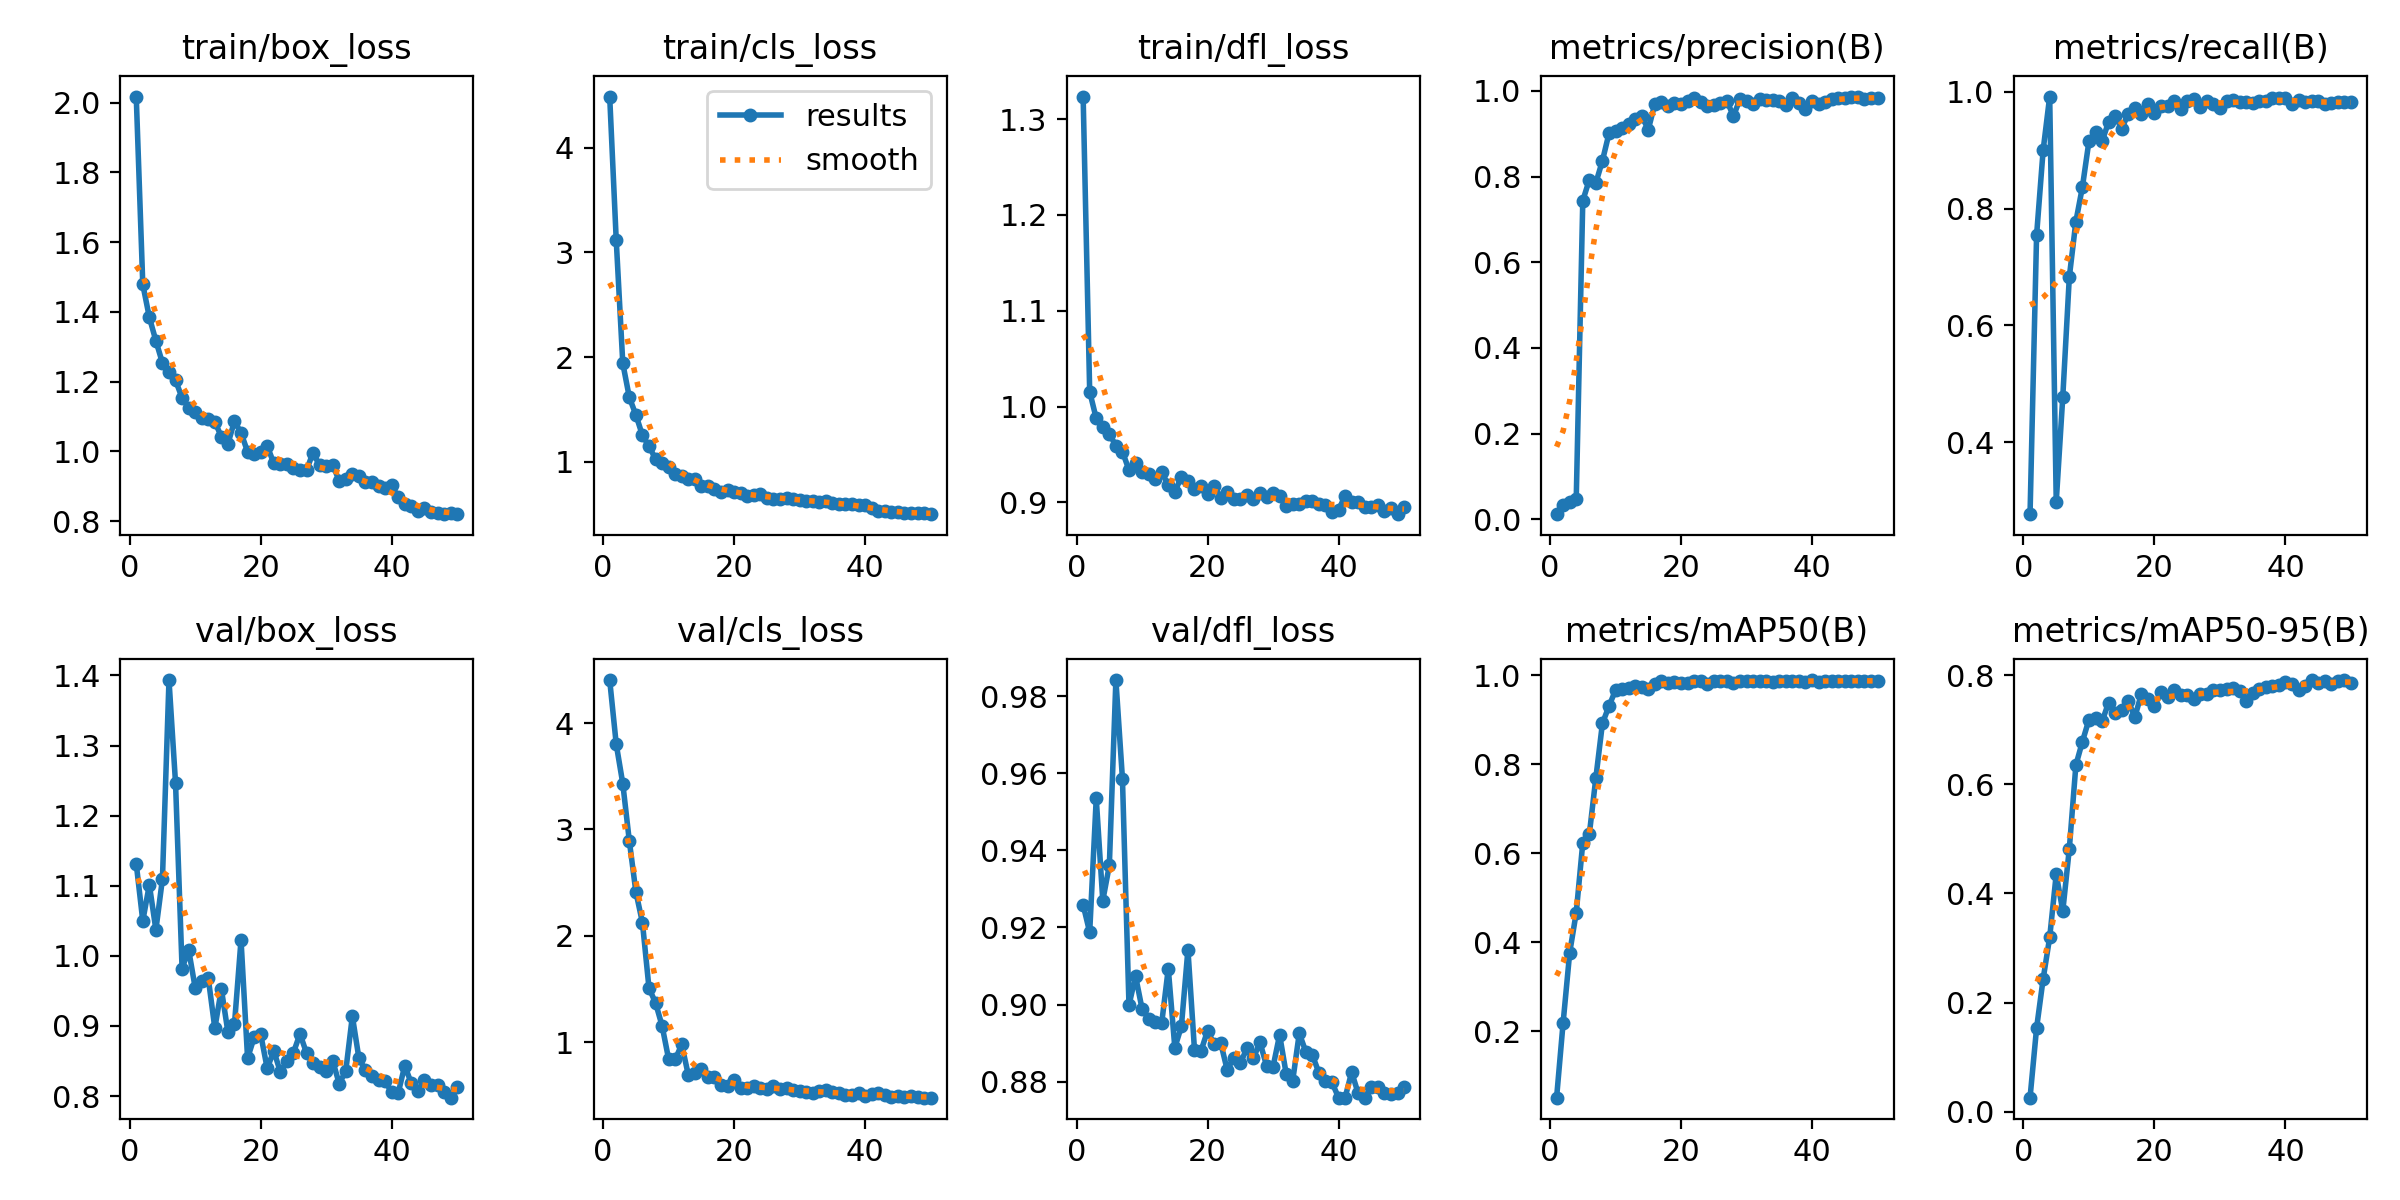 train/box_loss
2.0
1.8
1.6
1.4
1.2
1.0
0.8
0 20 40
train/cls_loss
results
smooth
4
3
2
1
0 20 40
train/dfl_loss
1.3
1.2
1.1
1.0
0.9
0 20 40
metrics/precision(B)
1.0
0.8
0.6
0.4
0.2
0.0
0 20 40
metrics/recall(B)
1.0
0.8
0.6
0.4
0 20 40
val/box_loss
1.4
1.3
1.2
1.1
1.0
0.9
0.8
0 20 40
val/cls_loss
4
3
2
1
0 20 40
val/dfl_loss
0.98
0.96
0.94
0.92
0.90
0.88
0 20 40
metrics/mAP50(B)
1.0
0.8
0.6
0.4
0.2
0 20 40
metrics/mAP50-95(B)
0.8
0.6
0.4
0.2
0.0
0 20 40